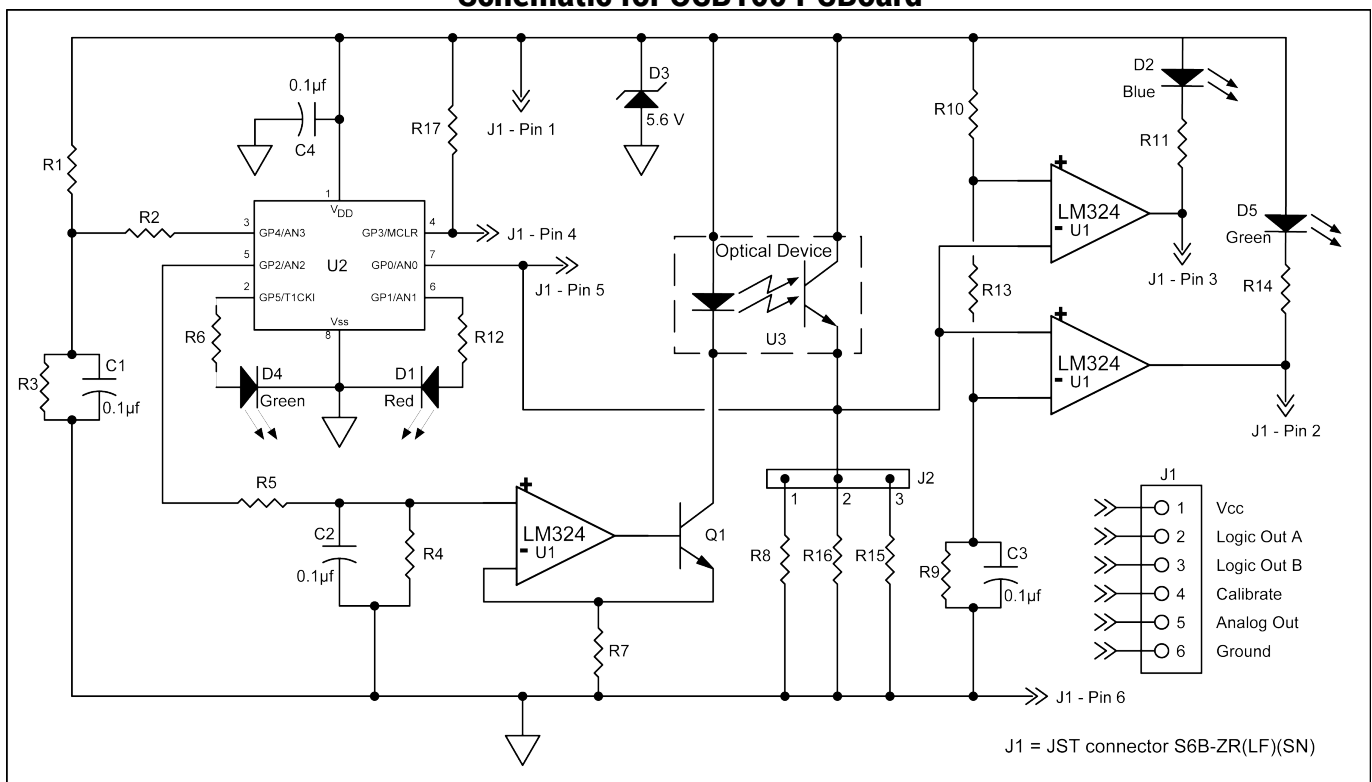 Schematic for OCB100 PCBoard
D3
5.6 V
D2
Blue
0.1µf
C4
R17
J1 - Pin 1
R10
R11
R1
1
VDD
R2
3
GP4/AN3
GP3/MCLR
4
J1 - Pin 4
5
GP2/AN2
U2
GP0/AN0
7
J1 - Pin 5
2
GP5/T1CKI
GP1/AN1
6
Vss
8
R6
R12
D4
Green
D1
Red
R3
C1
0.1µf
Optical Device
U3
+
LM324
- U1
J1 - Pin 3
D5
Green
R14
R13
+
LM324
- U1
J1 - Pin 2
R5
C2
0.1µf
R4
+
LM324
- U1
Q1
R7
J2
1
2
3
R8
R16
R15
R9
C3
0.1µf
J1
1 Vcc
2 Logic Out A
3 Logic Out B
4 Calibrate
5 Analog Out
6 Ground
J1 - Pin 6
J1 = JST connector S6B-ZR(LF)(SN)